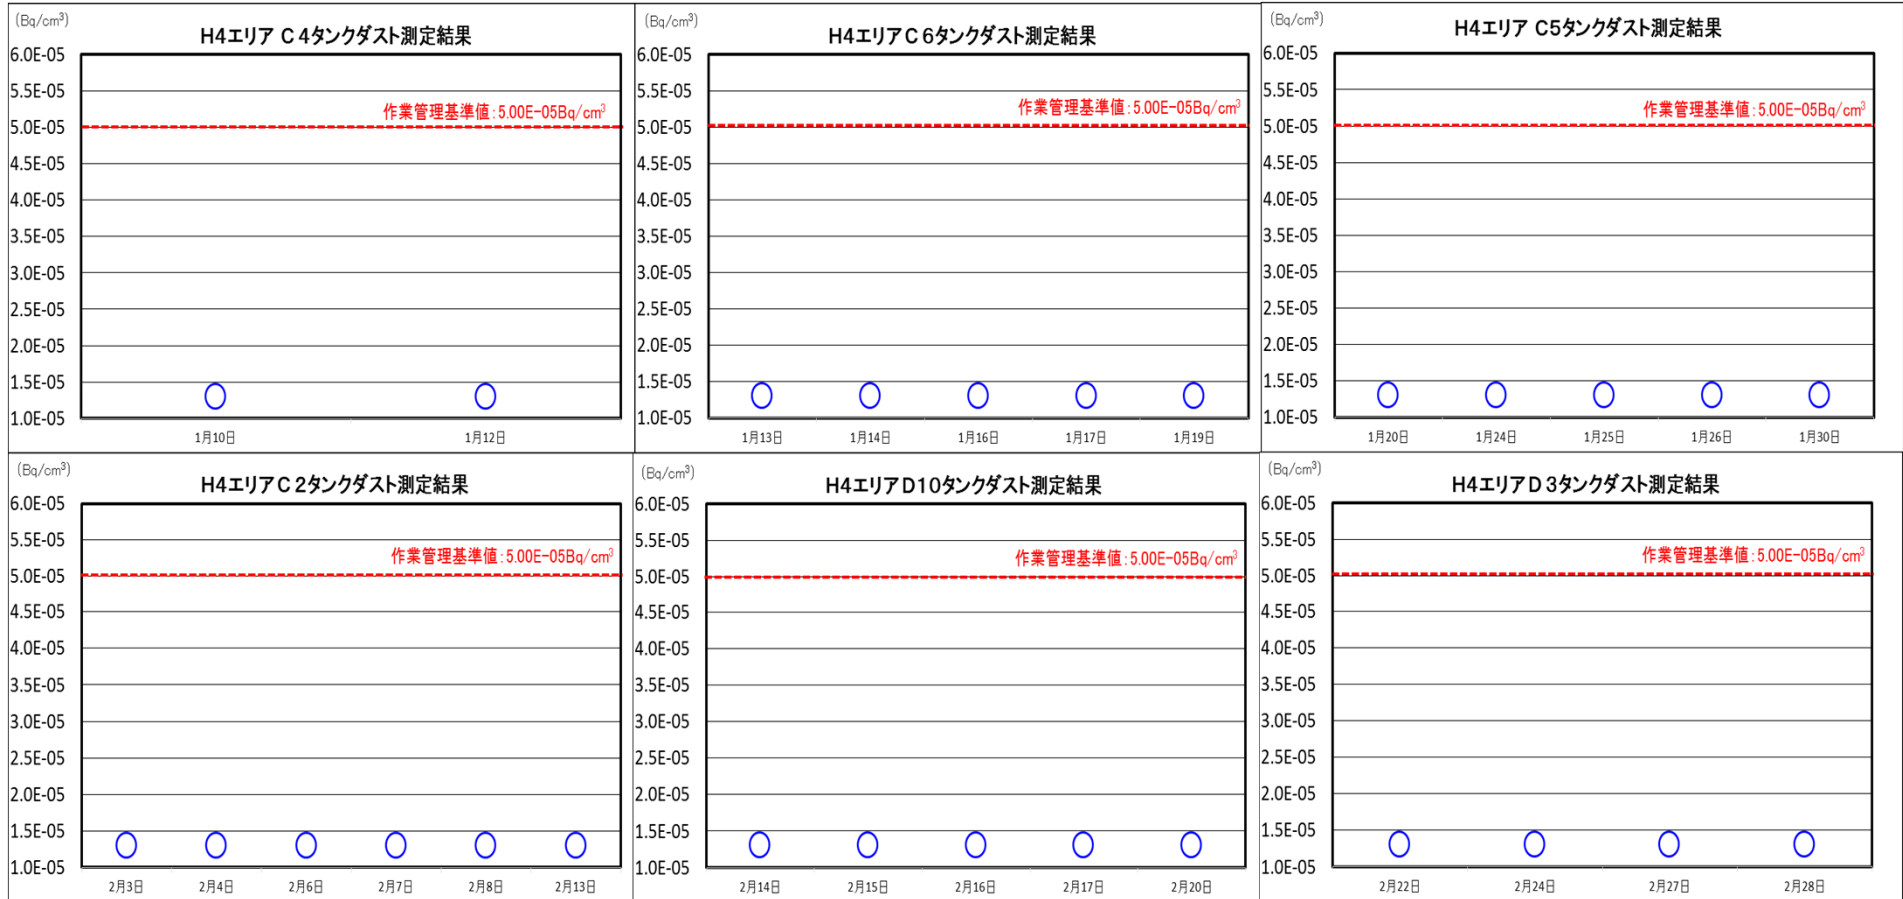 (Bq/cm³)
H4エリア C 4タンクダスト測定結果
6.0E-05
5.5E-05
作業管理基準値:5.00E-05Bq/cm³
5.0E-05
4.5E-05
4.0E-05
3.5E-05
3.0E-05
2.5E-05
2.0E-05
1.5E-05
1.0E-05
1月10日 1月12日
(Bq/cm³)
H4エリアC 6タンクダスト測定結果
6.0E-05
5.5E-05
作業管理基準値:5.00E-05Bq/cm³
5.0E-05
4.5E-05
4.0E-05
3.5E-05
3.0E-05
2.5E-05
2.0E-05
1.5E-05
1.0E-05
1月13日 1月14日 1月16日 1月17日 1月19日
(Bq/cm³)
H4エリア C5タンクダスト測定結果
6.0E-05
5.5E-05
作業管理基準値:5.00E-05Bq/cm³
5.0E-05
4.5E-05
4.0E-05
3.5E-05
3.0E-05
2.5E-05
2.0E-05
1.5E-05
1.0E-05
1月20日 1月24日 1月25日 1月26日 1月30日
(Bq/cm³)
H4エリアC 2タンクダスト測定結果
6.0E-05
5.5E-05
作業管理基準値:5.00E-05Bq/cm³
5.0E-05
4.5E-05
4.0E-05
3.5E-05
3.0E-05
2.5E-05
2.0E-05
1.5E-05
1.0E-05
2月3日 2月4日 2月6日 2月7日 2月8日 2月13日
(Bq/cm³)
H4エリアD10タンクダスト測定結果
6.0E-05
5.5E-05
作業管理基準値:5.00E-05Bq/cm³
5.0E-05
4.5E-05
4.0E-05
3.5E-05
3.0E-05
2.5E-05
2.0E-05
1.5E-05
1.0E-05
2月14日 2月15日 2月16日 2月17日 2月20日
(Bq/cm³)
H4エリアD 3タンクダスト測定結果
6.0E-05
5.5E-05
作業管理基準値:5.00E-05Bq/cm³
5.0E-05
4.5E-05
4.0E-05
3.5E-05
3.0E-05
2.5E-05
2.0E-05
1.5E-05
1.0E-05
2月22日 2月24日 2月27日 2月28日